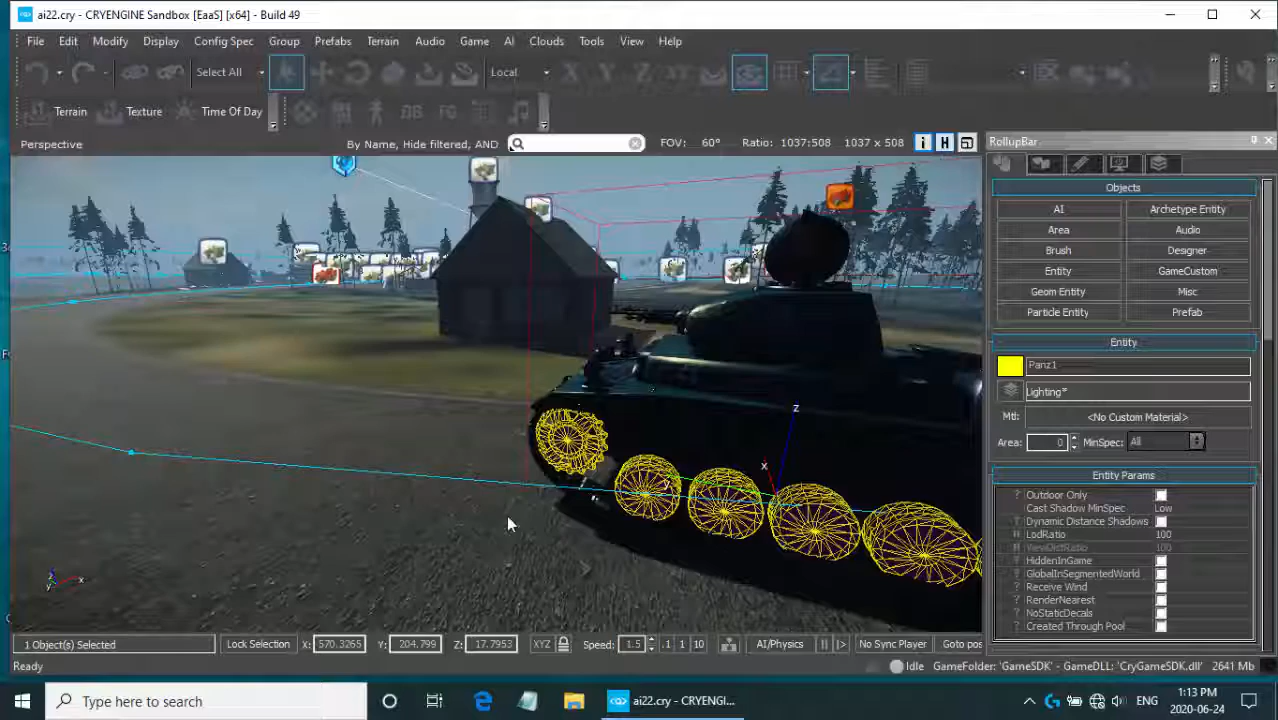 ai22.cry - CRYENGINE Sandbox [EaaS] [x64] - Build 49
File Edit Modify Display Config Spec Group Prefabs Terrain Audio Game AI Clouds Tools View Help
Select All Local X Y Z XY
Terrain Texture Time Of Day DB FG
Perspective By Name, Hide filtered, AND FOV: 60° Ratio: 1037:508 1037 x 508 i H
RollupBar
Objects
AI Archetype Entity
Area Audio
Brush Designer
Entity GameCustom
Geom Entity Misc
Particle Entity Prefab
Entity
Panz1
Lighting*
Mtl: <No Custom Material>
Area: 0 MinSpec: All
Entity Params
? Outdoor Only
Cast Shadow MinSpec Low
Dynamic Distance Shadows
LodRatio 100
ViewDistRatio 100
? HiddenInGame
? GlobalInSegmentedWorld
? Receive Wind
? RenderNearest
? NoStaticDecals
? Created Through Pool
z
x
z
x
y
1 Object(s) Selected Lock Selection X: 570.3265 Y: 204.799 Z: 17.7953 XYZ Speed: 1.5 .1 1 10 AI/Physics No Sync Player Goto pos
Ready Idle GameFolder: 'GameSDK' - GameDLL: 'CryGameSDK.dll' 2641 Mb
Type here to search ai22.cry - CRYENGI... ENG 1:13 PM
2020-06-24